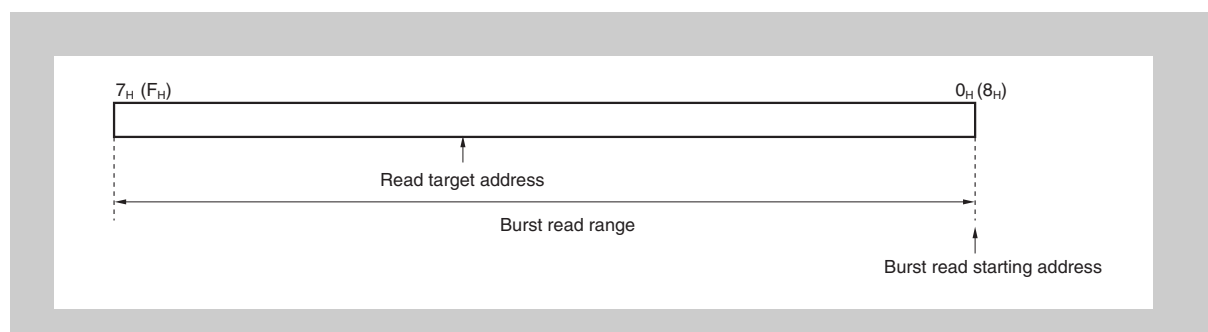 7H (FH) 0H (8H)
Read target address
Burst read range
Burst read starting address